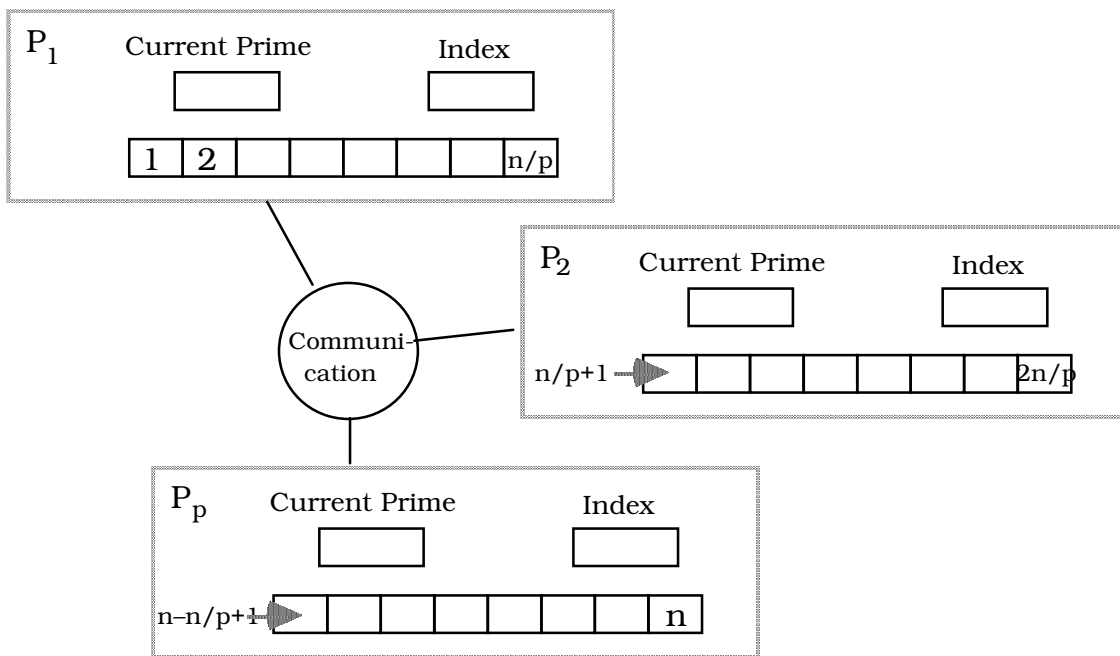 P1
Current Prime
Index
1 2 n/p
P2
Current Prime
Index
Communi-
cation
n/p+1
2n/p
Pp
Current Prime
Index
n–n/p+1
n